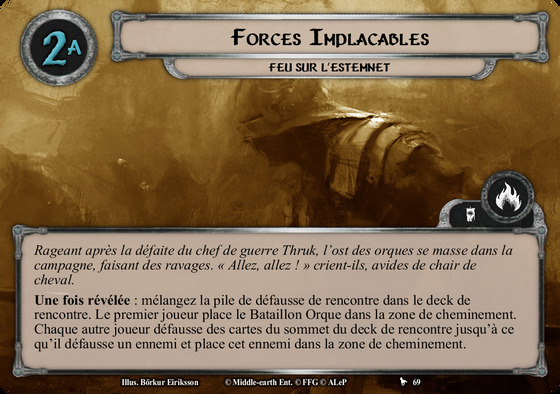 2A
Forces Implacables
feu sur l'Estemnet
Rageant après la défaite du chef de guerre Thruk, l'ost des orques se masse dans la
campagne, faisant des ravages. « Allez, allez ! » crient-ils, avides de chair de
cheval.
Une fois révélée : mélangez la pile de défausse de rencontre dans le deck de
rencontre. Le premier joueur place le Bataillon Orque dans la zone de cheminement.
Chaque autre joueur défausse des cartes du sommet du deck de rencontre jusqu'à ce
qu'il défausse un ennemi et place cet ennemi dans la zone de cheminement.
Illus. Börkur Eiriksson © Middle-earth Ent. © FFG © ALeP 69